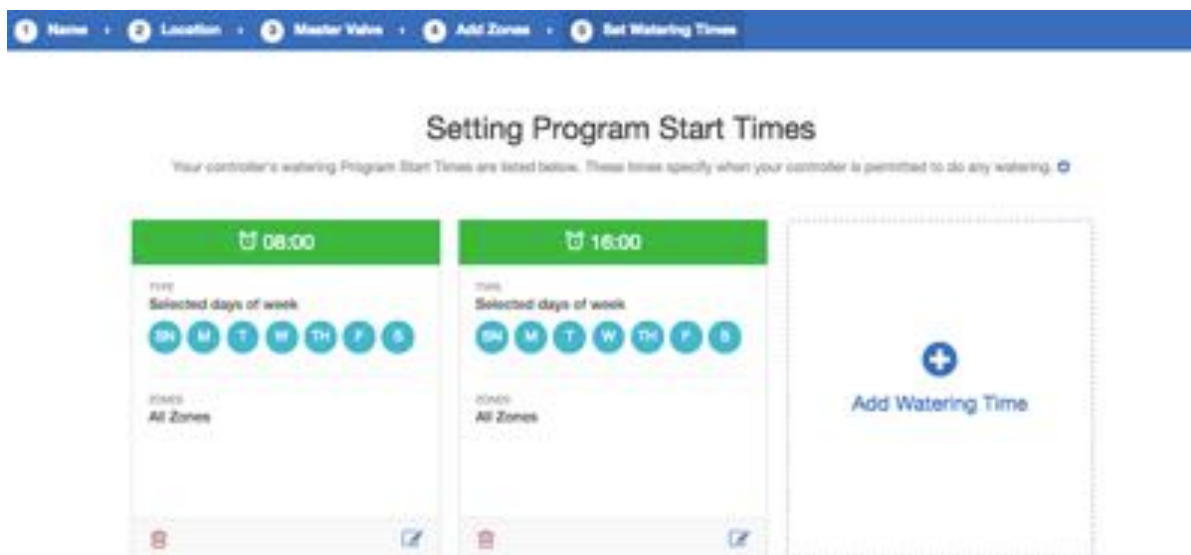 1 Name 2 Location 3 Master Valve 4 Add Zones 5 Set Watering Times
Setting Program Start Times
Your controller's watering Program Start Times are listed below. These times specify when your controller is permitted to do any watering.
08:00
TYPE
Selected days of week
SN M T W TH F S
ZONES
All Zones
16:00
TYPE
Selected days of week
SN M T W TH F S
ZONES
All Zones
Add Watering Time